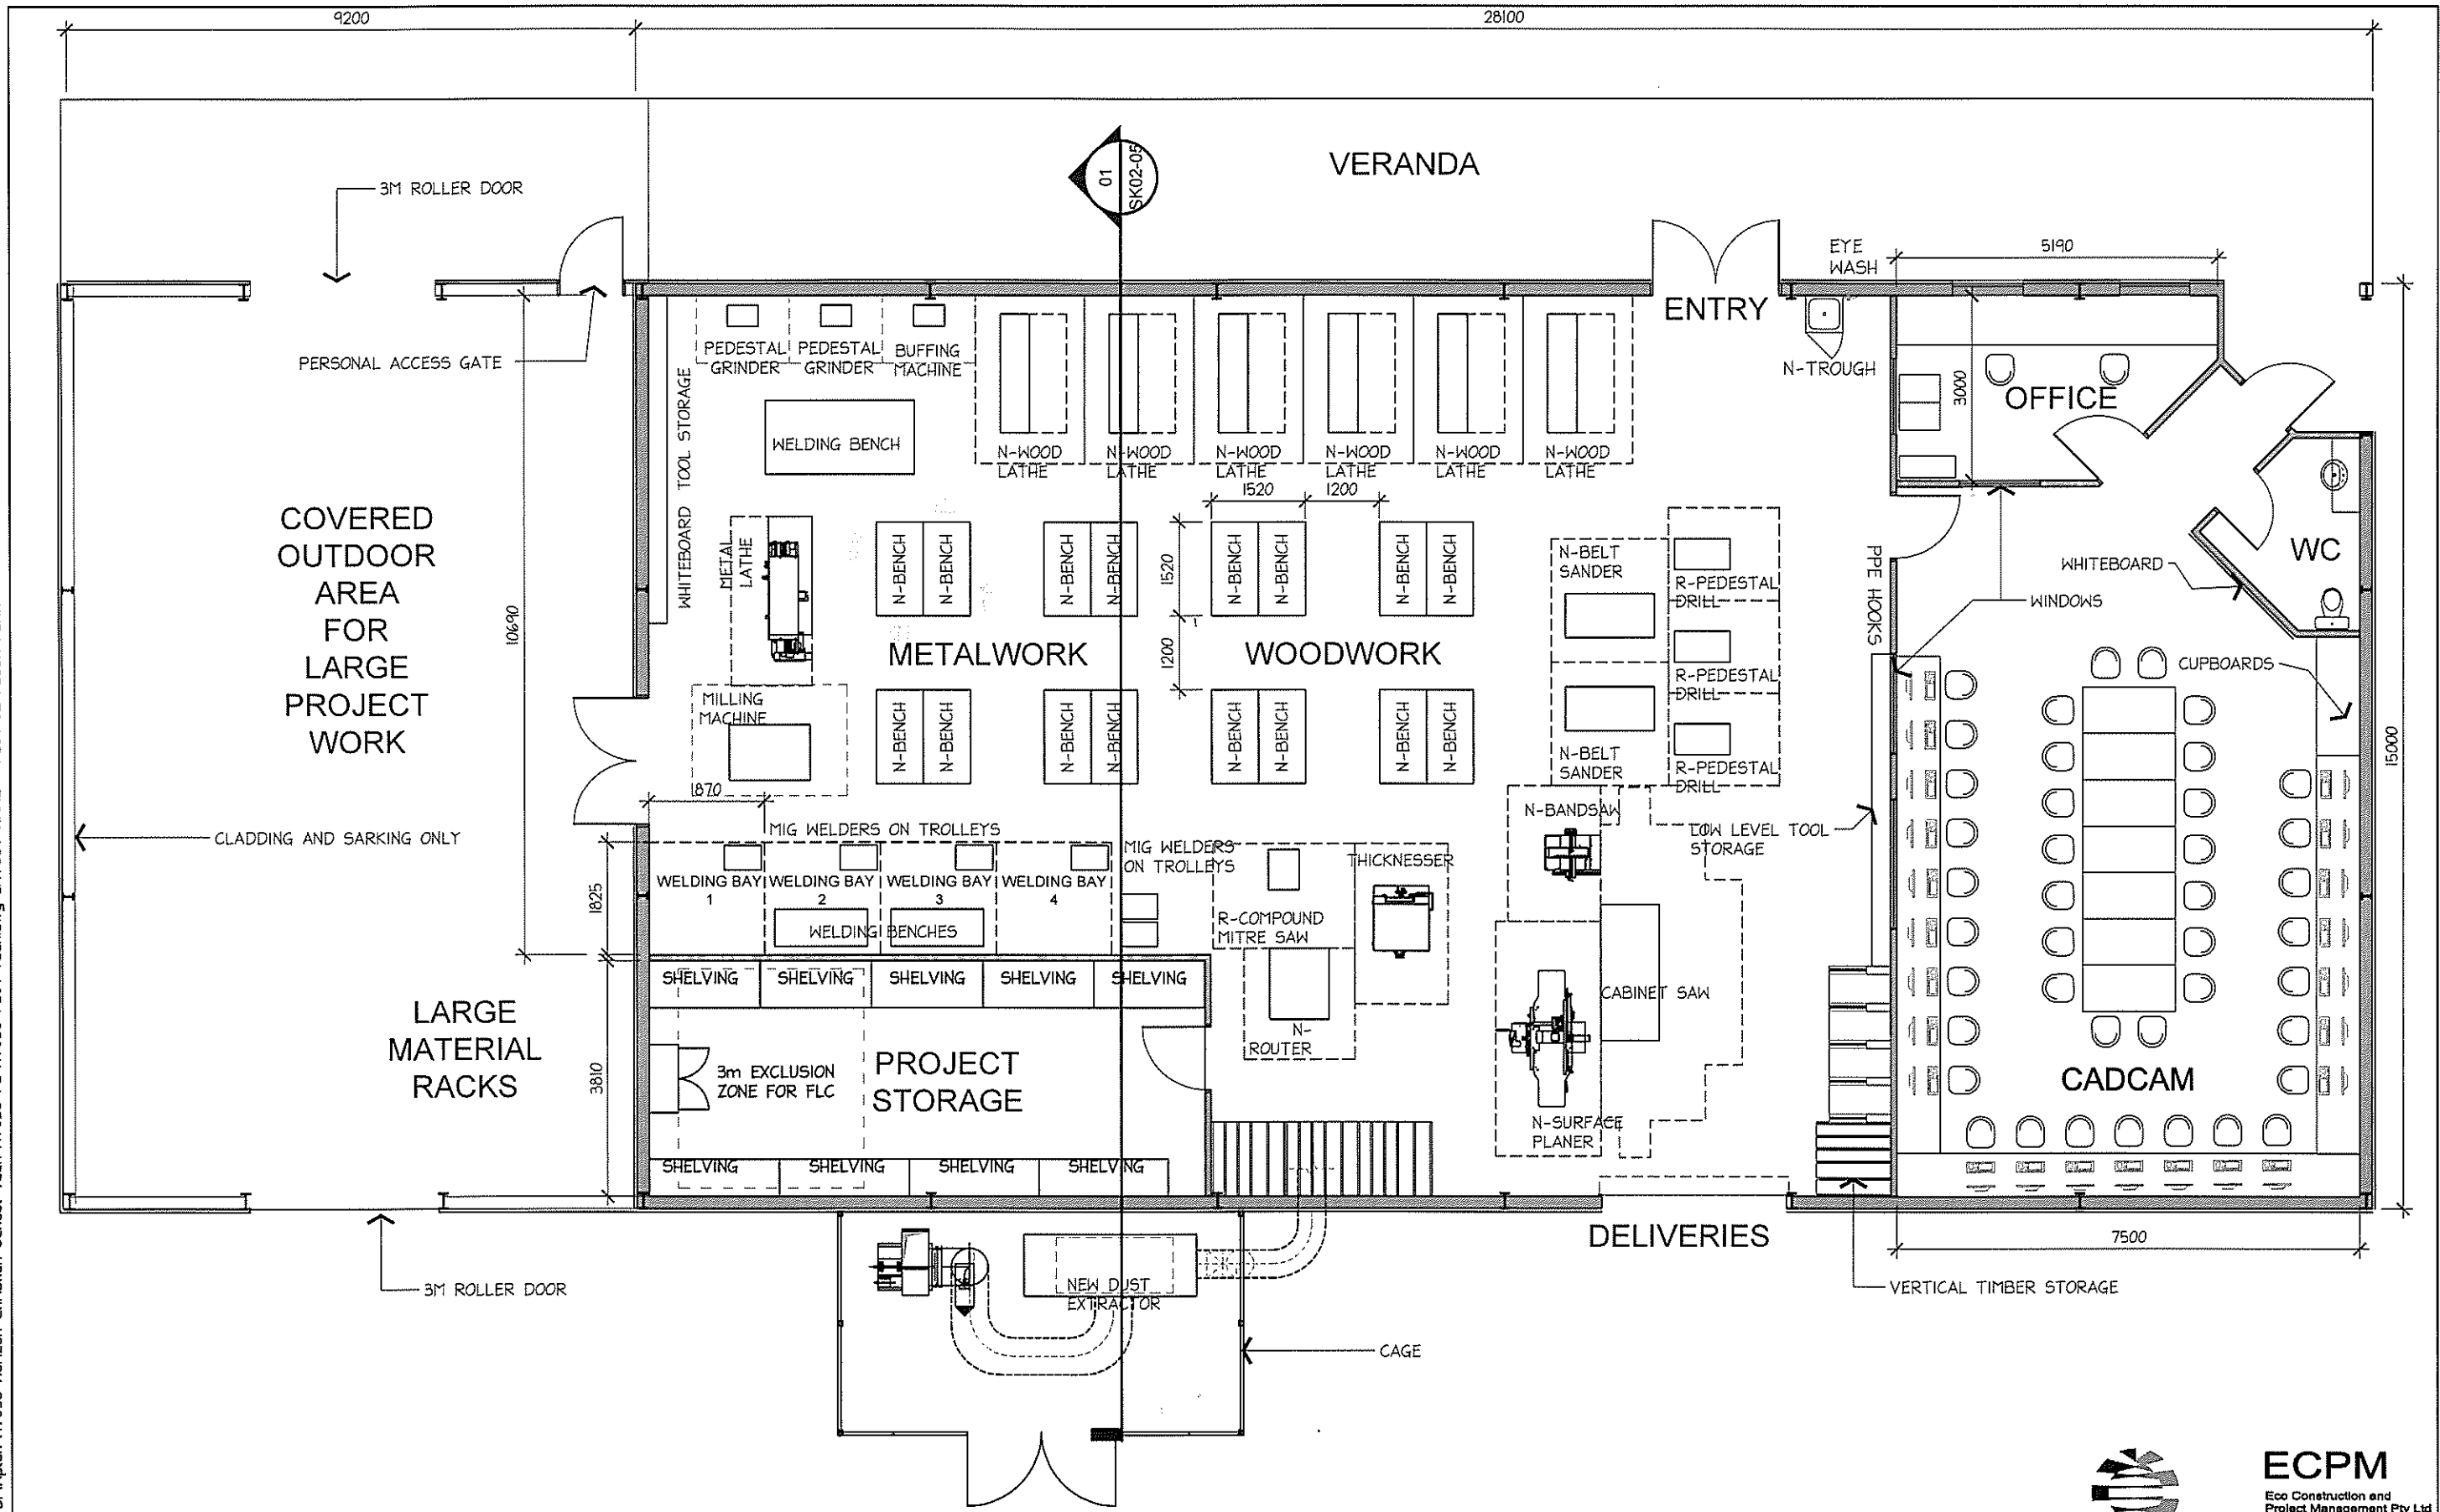 9200
28100
VERANDA
01
SK02-05
3M ROLLER DOOR
EYE
WASH
5190
ENTRY
PERSONAL ACCESS GATE
PEDESTAL
GRINDER
PEDESTAL
GRINDER
BUFFING
MACHINE
N-TROUGH
3000
OFFICE
WHITEBOARD TOOL STORAGE
WELDING BENCH
N-WOOD
LATHE
N-WOOD
LATHE
N-WOOD
LATHE
N-WOOD
LATHE
N-WOOD
LATHE
N-WOOD
LATHE
1520
1200
COVERED
OUTDOOR
AREA
FOR
LARGE
PROJECT
WORK
10690
METAL
LATHE
N-BENCH
N-BENCH
N-BENCH
N-BENCH
1520
N-BENCH
N-BENCH
N-BENCH
N-BENCH
N-BELT
SANDER
R-PEDESTAL
DRILL
PPE HOOKS
WHITEBOARD
WC
WINDOWS
METALWORK
1200
WOODWORK
R-PEDESTAL
DRILL
CUPBOARDS
MILLING
MACHINE
N-BENCH
N-BENCH
N-BENCH
N-BENCH
N-BENCH
N-BENCH
N-BENCH
N-BENCH
N-BELT
SANDER
R-PEDESTAL
DRILL
15000
1870
CLADDING AND SARKING ONLY
MIG WELDERS ON TROLLEYS
MIG WELDERS
ON TROLLEYS
N-BANDSAW
LOW LEVEL TOOL
STORAGE
THICKNESSER
1825
WELDING BAY
1
WELDING BAY
2
WELDING BAY
3
WELDING BAY
4
WELDING BENCHES
R-COMPOUND
MITRE SAW
SHELVING
SHELVING
SHELVING
SHELVING
SHELVING
CABINET SAW
LARGE
MATERIAL
RACKS
3810
3m EXCLUSION
ZONE FOR FLC
PROJECT
STORAGE
N-
ROUTER
CADCAM
N-SURFACE
PLANER
SHELVING
SHELVING
SHELVING
SHELVING
DELIVERIES
7500
3M ROLLER DOOR
NEW DUST
EXTRACTOR
VERTICAL TIMBER STORAGE
CAGE
ECPM
Eco Construction and
Project Management Pty Ltd